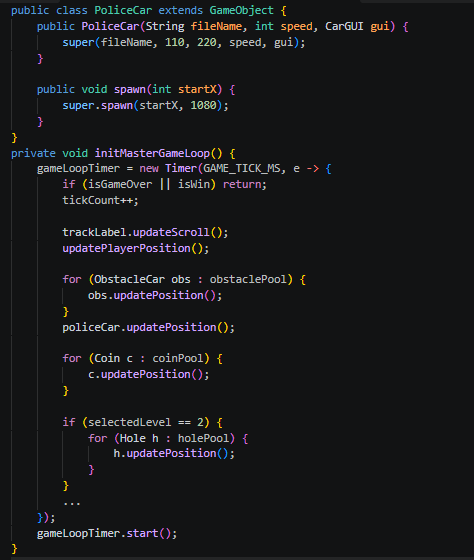 public class PoliceCar extends GameObject {
    public PoliceCar(String fileName, int speed, CarGUI gui) {
        super(fileName, 110, 220, speed, gui);
    }

    public void spawn(int startX) {
        super.spawn(startX, 1080);
    }
}
private void initMasterGameLoop() {
    gameLoopTimer = new Timer(GAME_TICK_MS, e -> {
        if (isGameOver || isWin) return;
        tickCount++;

        trackLabel.updateScroll();
        updatePlayerPosition();

        for (ObstacleCar obs : obstaclePool) {
            obs.updatePosition();
        }
        policeCar.updatePosition();

        for (Coin c : coinPool) {
            c.updatePosition();
        }

        if (selectedLevel == 2) {
            for (Hole h : holePool) {
                h.updatePosition();
            }
        }
        ...
    });
    gameLoopTimer.start();
}